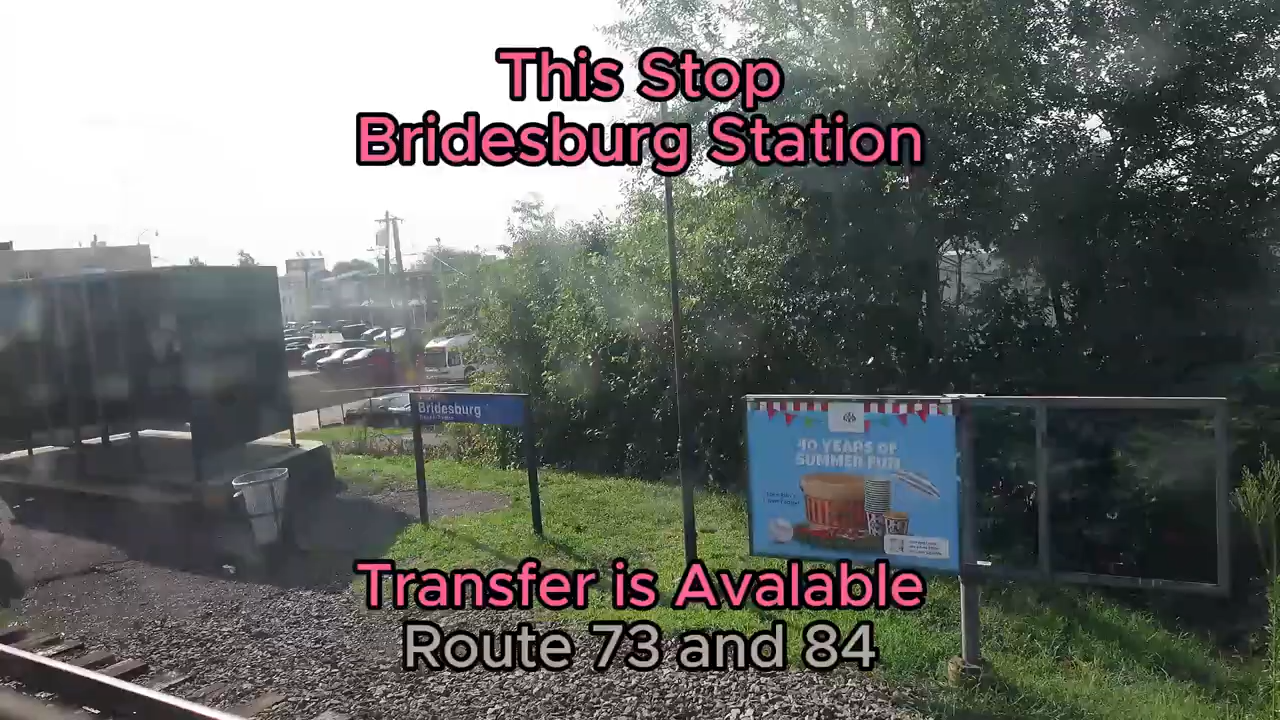 This Stop
Bridesburg Station
Bridesburg
40 YEARS OF
SUMMER FUN
Transfer is Avalable
Route 73 and 84